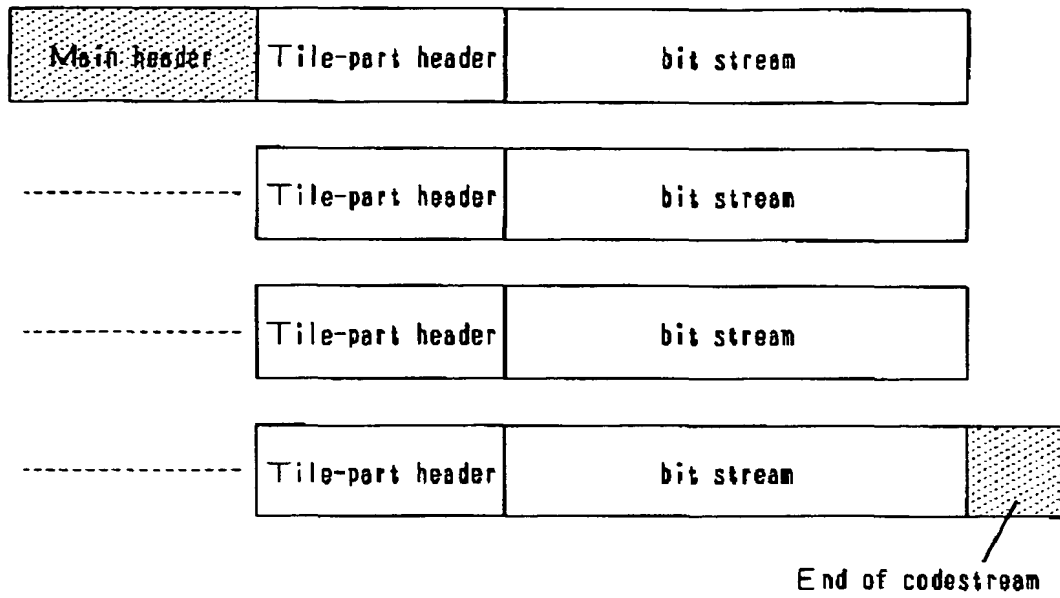 Main header Tile-part header bit stream
Tile-part header bit stream
Tile-part header bit stream
Tile-part header bit stream
End of codestream